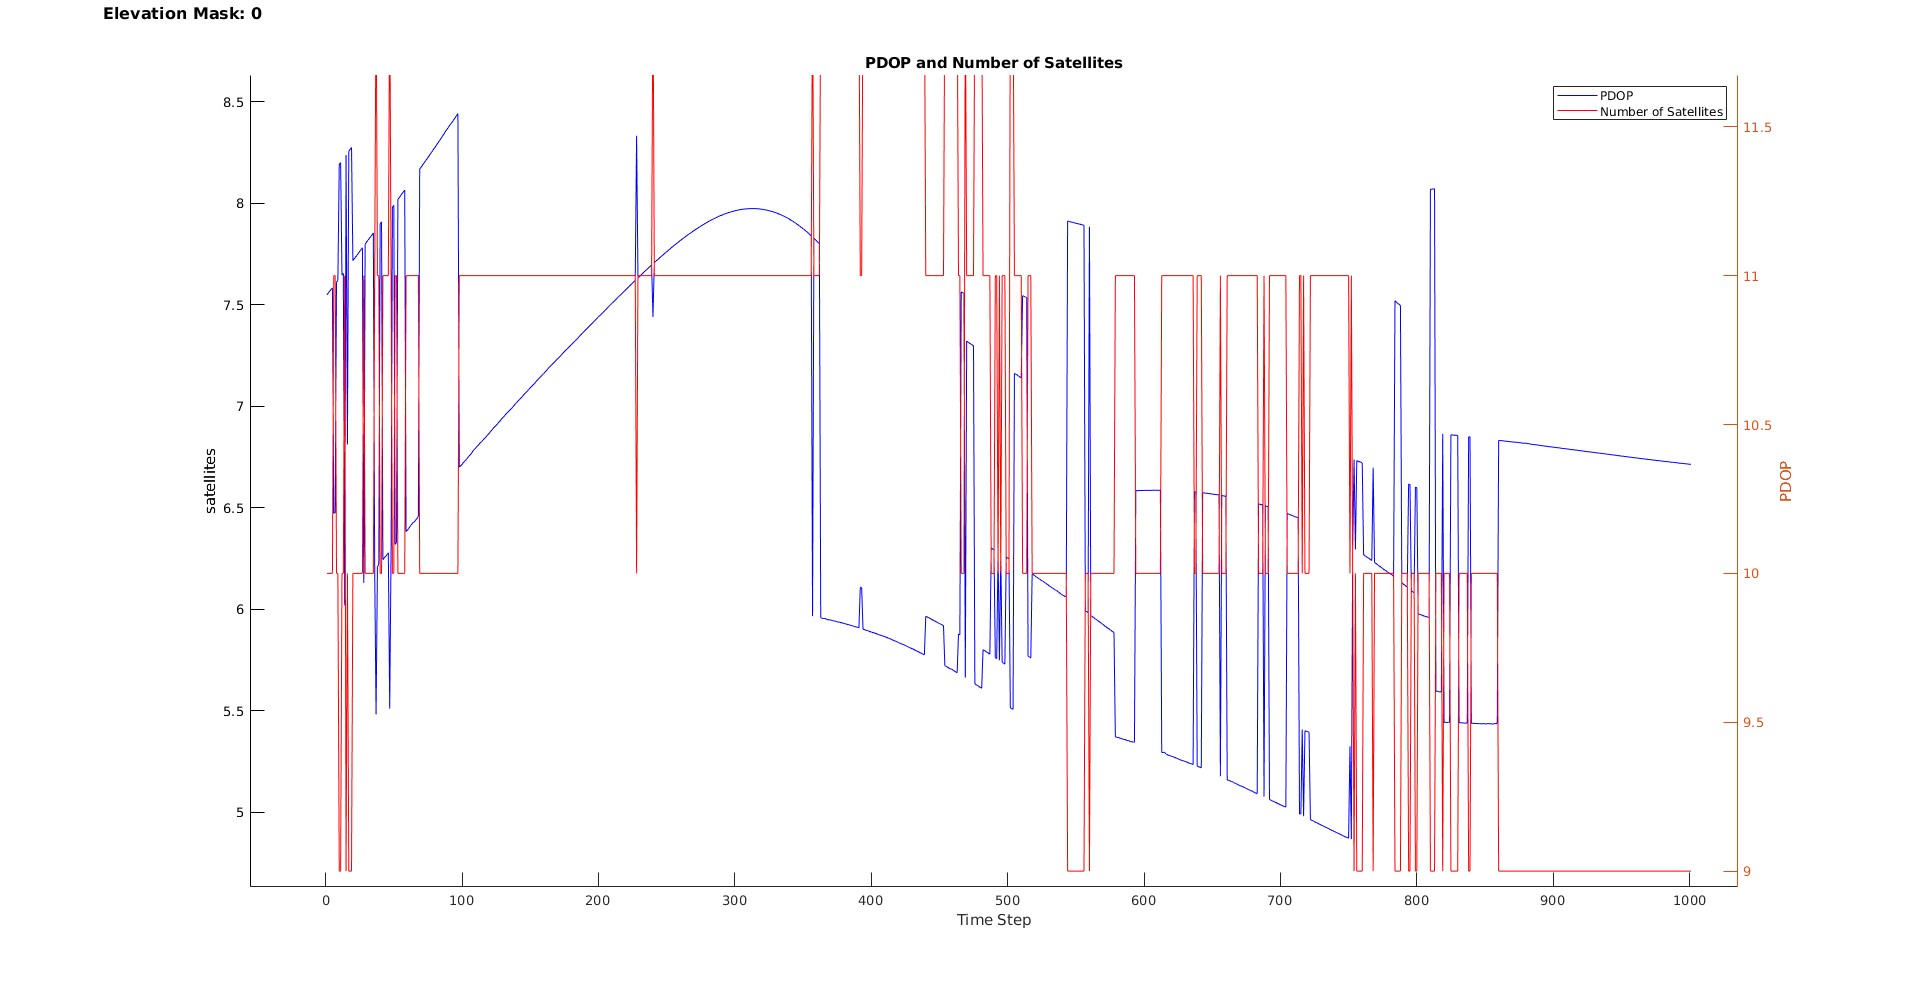 Elevation Mask: 0
PDOP and Number of Satellites
PDOP
Number of Satellites
8.5
8
7.5
7
6.5
6
5.5
5
satellites
11.5
11
10.5
10
9.5
9
PDOP
0 100 200 300 400 500 600 700 800 900 1000
Time Step